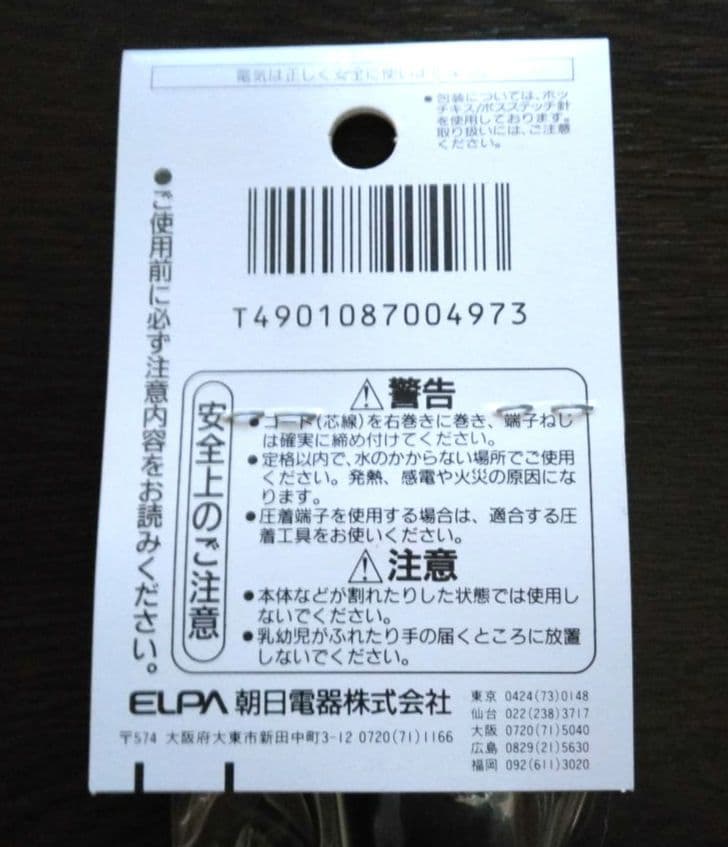 電気は正しく安全に使いましょう
●包装については、ホッ
チキス/ボスステッチ針
を使用しております。
取り扱いには、ご注意
ください。
●ご使用前に必ず注意内容をお読みください。
T4901087004973
安全上のご注意
⚠警告
●コード(芯線)を右巻きに巻き、端子ねじ
は確実に締め付けてください。
●定格以内で、水のかからない場所でご使用
ください。発熱、感電や火災の原因にな
ります。
●圧着端子を使用する場合は、適合する圧
着工具をお使いください。
⚠注意
●本体などが割れたりした状態では使用し
ないでください。
●乳幼児がふれたり手の届くところに放置
しないでください。
ELPA 朝日電器株式会社
〒574 大阪府大東市新田中町3-12 0720(71)1166
東京 0424(73)0148
仙台 022(238)3717
大阪 0720(71)5040
広島 0829(21)5630
福岡 092(611)3020